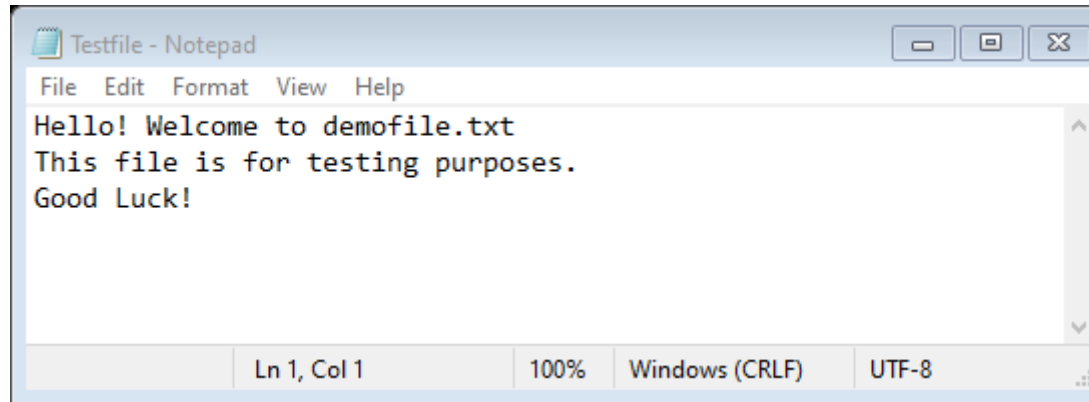 Testfile - Notepad
File Edit Format View Help
Hello! Welcome to demofile.txt
This file is for testing purposes.
Good Luck!
Ln 1, Col 1 100% Windows (CRLF) UTF-8